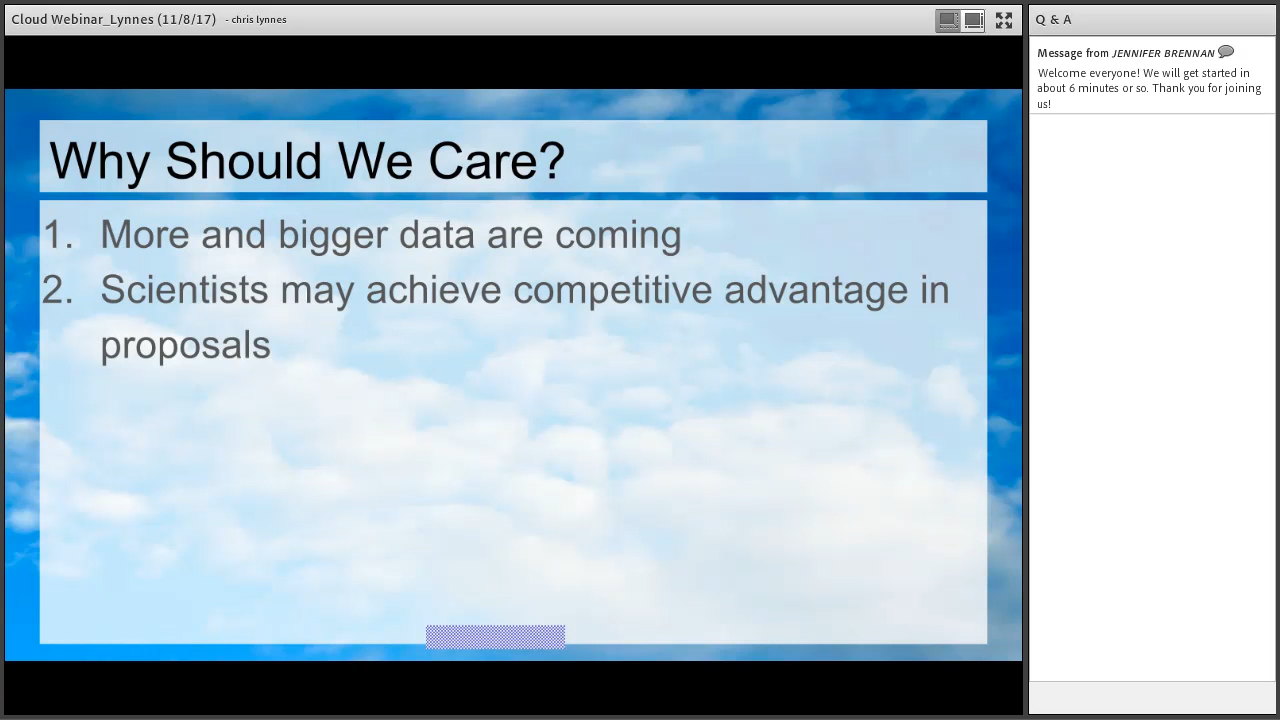 Cloud Webinar_Lynnes (11/8/17) - chris lynnes
Why Should We Care?
1. More and bigger data are coming
2. Scientists may achieve competitive advantage in
proposals
Q & A
Message from JENNIFER BRENNAN
Welcome everyone! We will get started in
about 6 minutes or so. Thank you for joining
us!